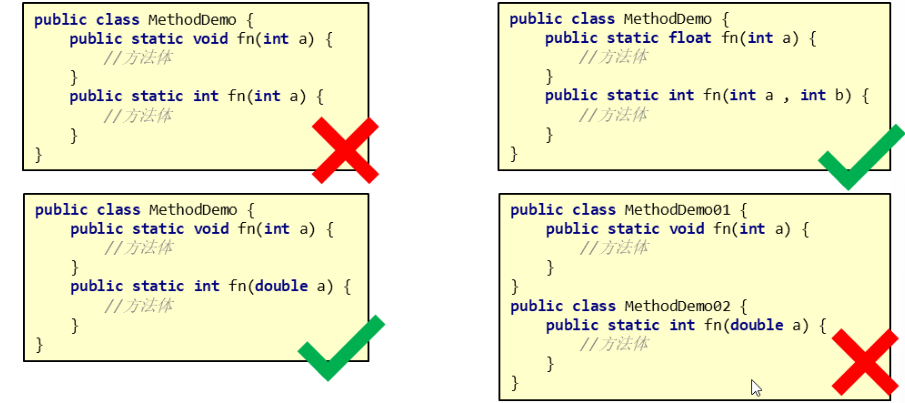 public class MethodDemo {
    public static void fn(int a) {
        //方法体
    }
    public static int fn(int a) {
        //方法体
    }
}
public class MethodDemo {
    public static float fn(int a) {
        //方法体
    }
    public static int fn(int a , int b) {
        //方法体
    }
}
public class MethodDemo {
    public static void fn(int a) {
        //方法体
    }
    public static int fn(double a) {
        //方法体
    }
}
public class MethodDemo01 {
    public static void fn(int a) {
        //方法体
    }
}
public class MethodDemo02 {
    public static int fn(double a) {
        //方法体
    }
}